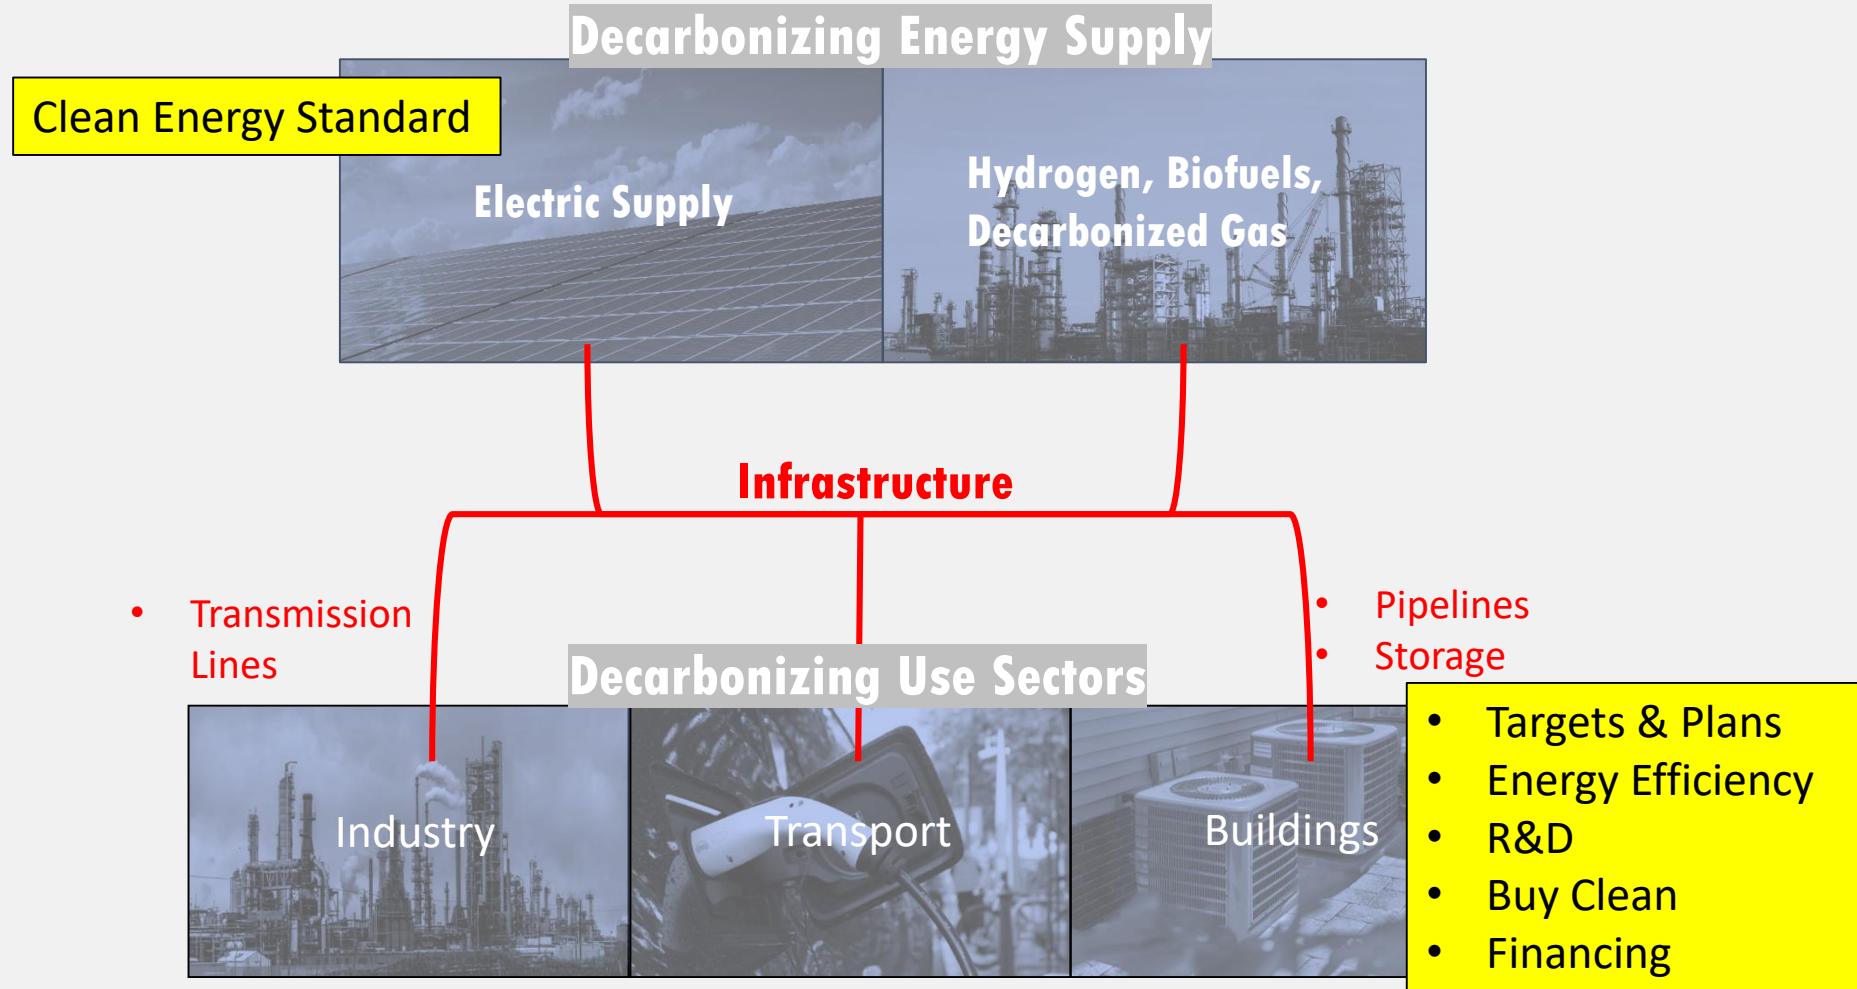 Decarbonizing Energy Supply
Clean Energy Standard
Electric Supply
Hydrogen, Biofuels,
Decarbonized Gas
Infrastructure
• Transmission
Lines
• Pipelines
• Storage
Decarbonizing Use Sectors
Industry
Transport
Buildings
• Targets & Plans
• Energy Efficiency
• R&D
• Buy Clean
• Financing